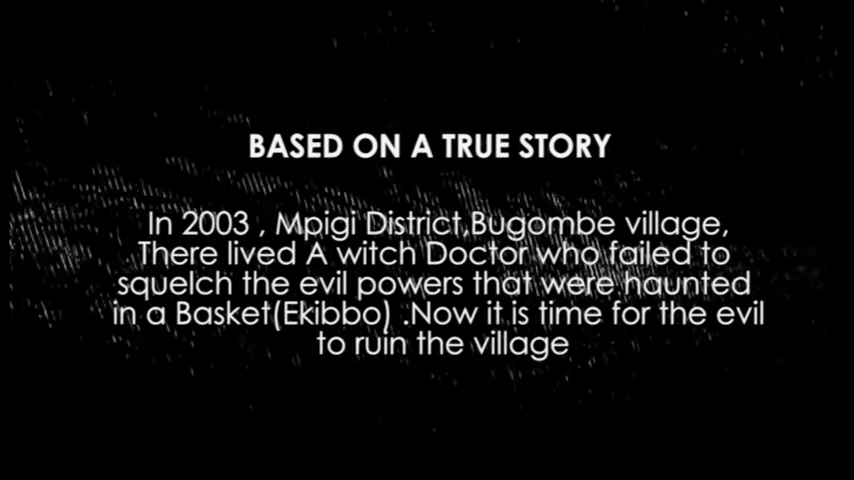 BASED ON A TRUE STORY
In 2003 , Mpigi District,Bugombe village,
There lived A witch Doctor who failed to
squelch the evil powers that were haunted
in a Basket(Ekibbo) .Now it is time for the evil
to ruin the village